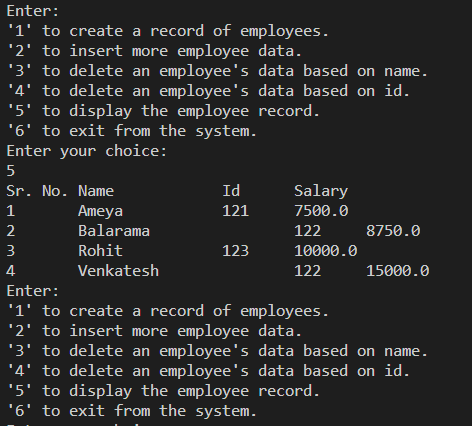 Enter:
'1' to create a record of employees.
'2' to insert more employee data.
'3' to delete an employee's data based on name.
'4' to delete an employee's data based on id.
'5' to display the employee record.
'6' to exit from the system.
Enter your choice:
5
Sr. No. Name Id Salary
1 Ameya 121 7500.0
2 Balarama 122 8750.0
3 Rohit 123 10000.0
4 Venkatesh 122 15000.0
Enter:
'1' to create a record of employees.
'2' to insert more employee data.
'3' to delete an employee's data based on name.
'4' to delete an employee's data based on id.
'5' to display the employee record.
'6' to exit from the system.